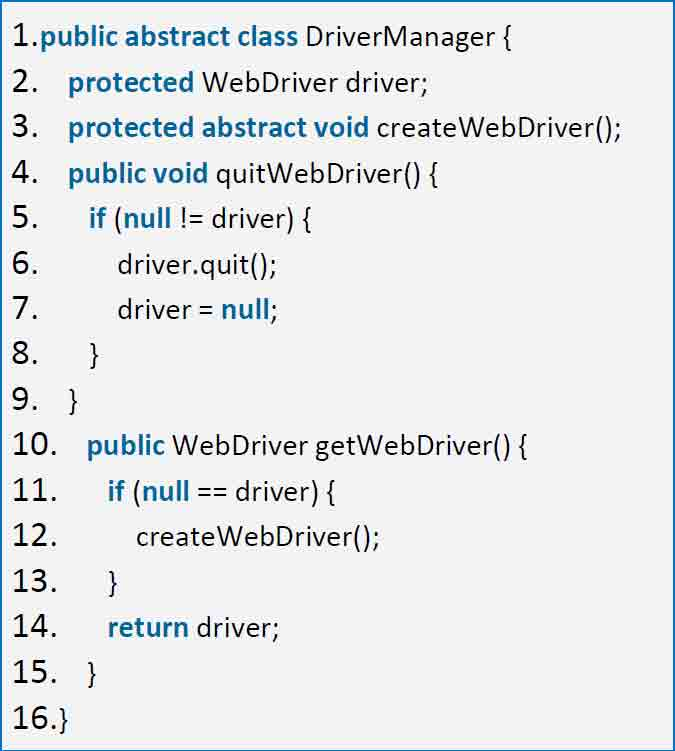 1.public abstract class DriverManager {
2. protected WebDriver driver;
3. protected abstract void createWebDriver();
4. public void quitWebDriver() {
5. if (null != driver) {
6. driver.quit();
7. driver = null;
8. }
9. }
10. public WebDriver getWebDriver() {
11. if (null == driver) {
12. createWebDriver();
13. }
14. return driver;
15. }
16.}